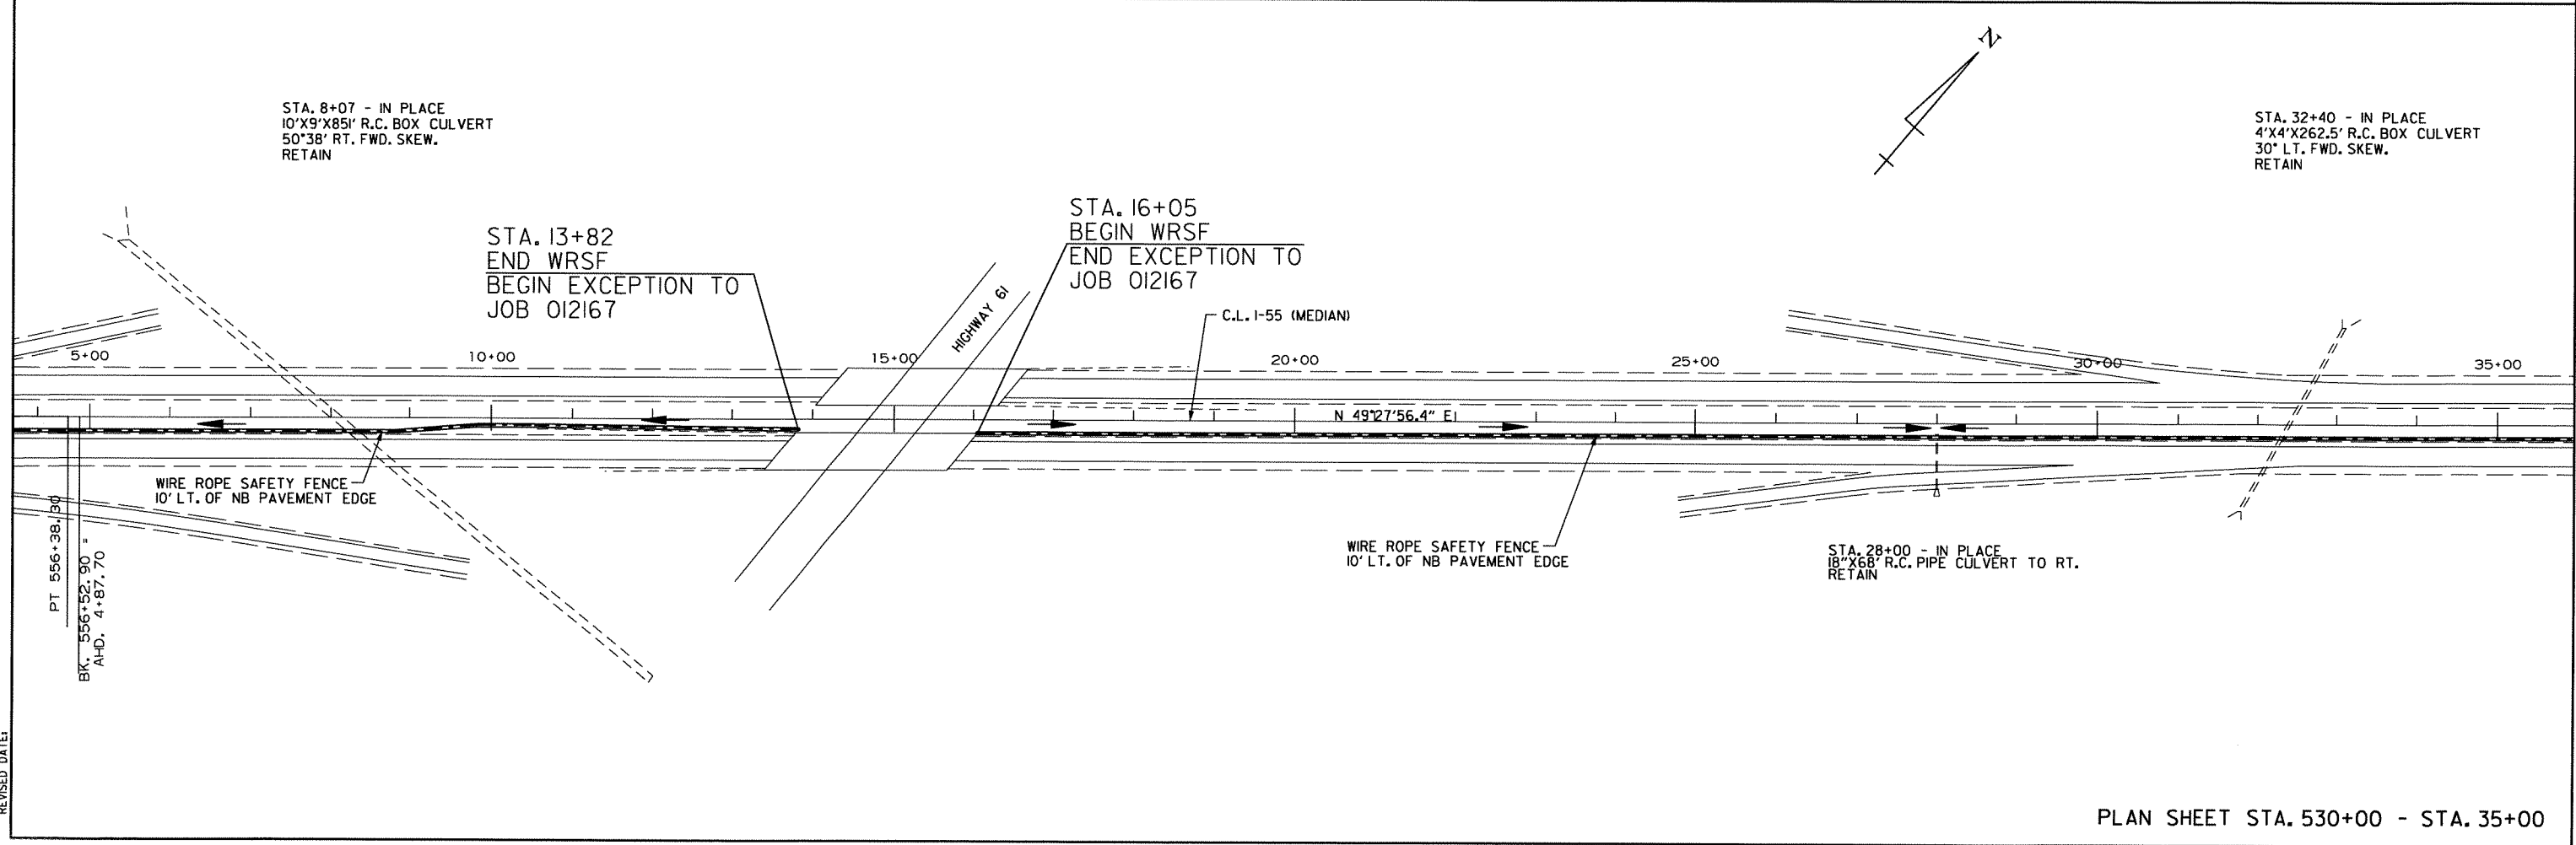 N
STA. 8+07 - IN PLACE
10'X9'X851' R.C. BOX CULVERT
50°38' RT. FWD. SKEW.
RETAIN
STA. 32+40 - IN PLACE
4'X4'X262.5' R.C. BOX CULVERT
30° LT. FWD. SKEW.
RETAIN
STA. 13+82
END WRSF
BEGIN EXCEPTION TO
JOB 012167
STA. 16+05
BEGIN WRSF
END EXCEPTION TO
JOB 012167
HIGHWAY 61
C.L. I-55 (MEDIAN)
5+00
10+00
15+00
20+00
25+00
30+00
35+00
N 49°27'56.4" E
WIRE ROPE SAFETY FENCE
10' LT. OF NB PAVEMENT EDGE
WIRE ROPE SAFETY FENCE
10' LT. OF NB PAVEMENT EDGE
STA. 28+00 - IN PLACE
18"X68' R.C. PIPE CULVERT TO RT.
RETAIN
PT 556+38.30
BK. 556+52.90 =
AHD. 4+87.70
REVISED DATE:
PLAN SHEET STA. 530+00 - STA. 35+00